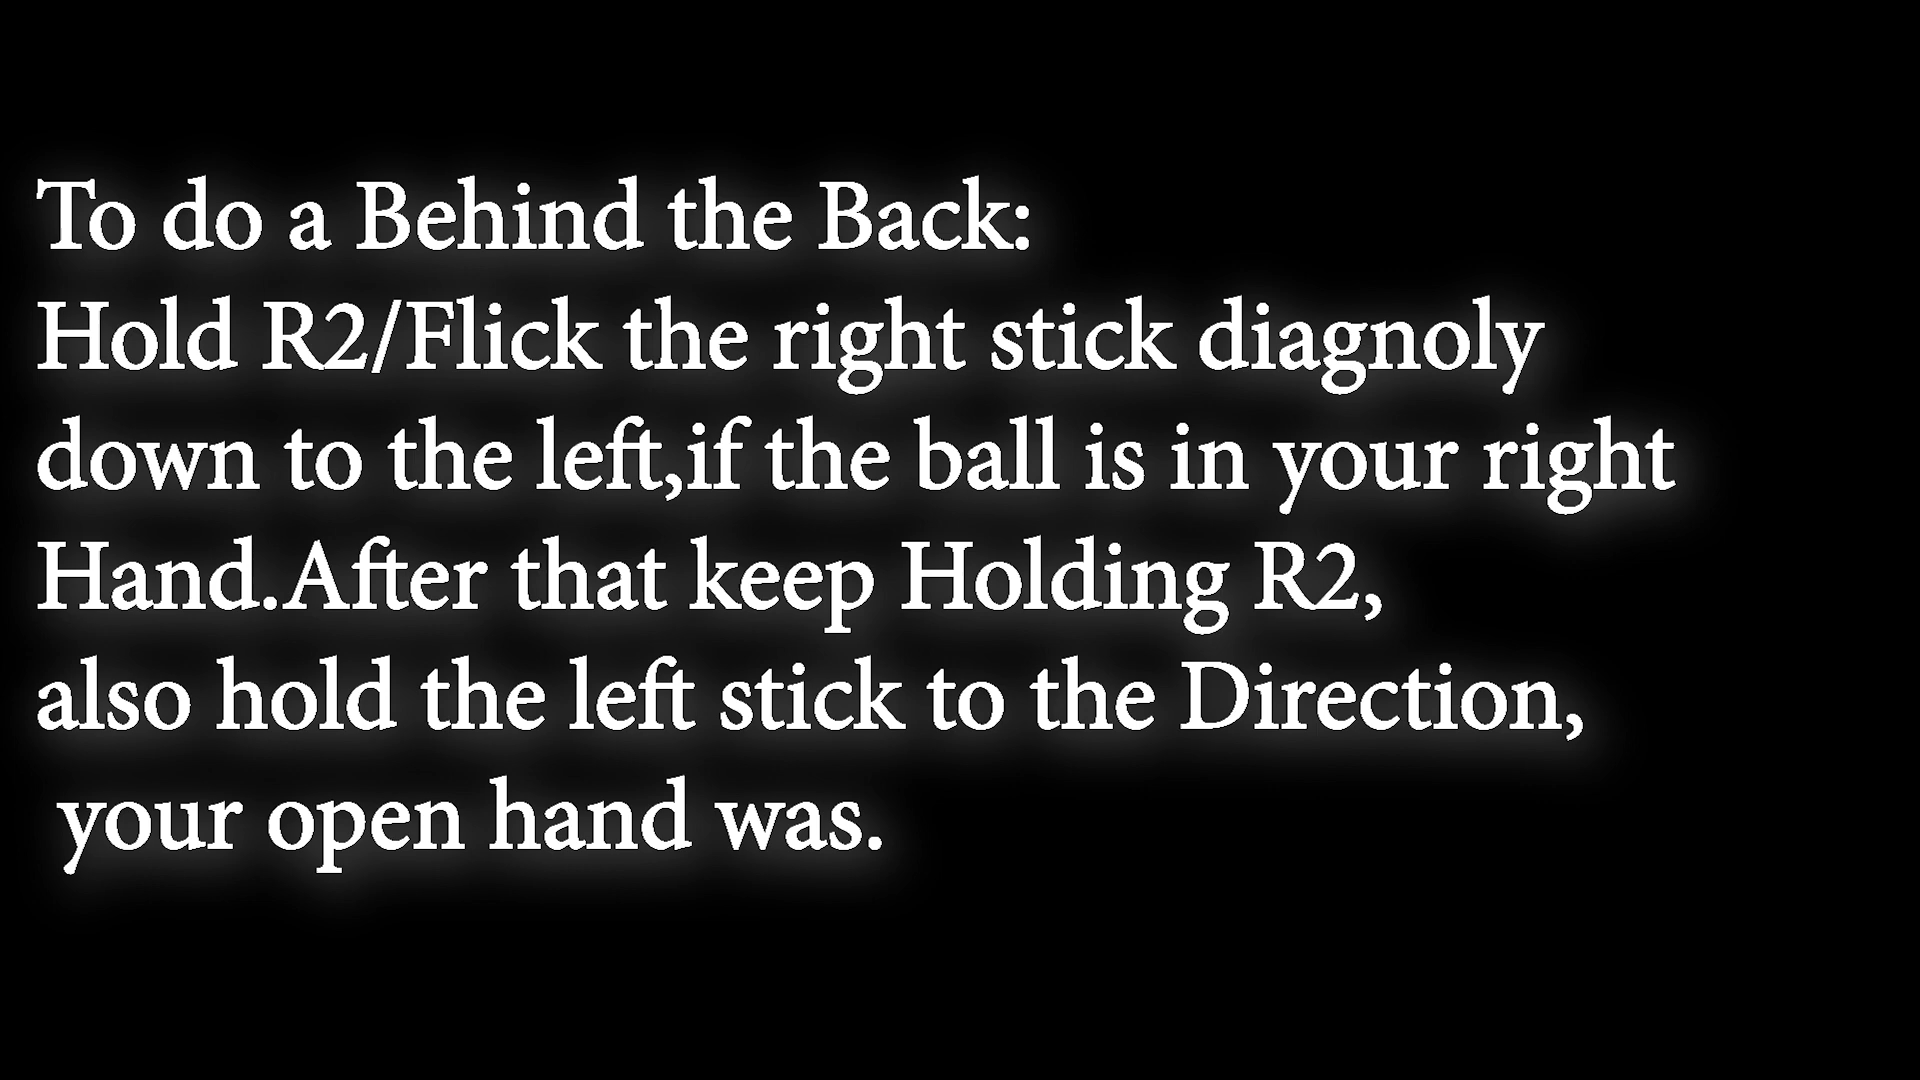 To do a Behind the Back:
Hold R2/Flick the right stick diagnoly
down to the left,if the ball is in your right
Hand.After that keep Holding R2,
also hold the left stick to the Direction,
your open hand was.